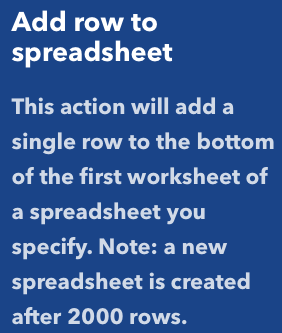 Add row to
spreadsheet
This action will add a
single row to the bottom
of the first worksheet of
a spreadsheet you
specify. Note: a new
spreadsheet is created
after 2000 rows.